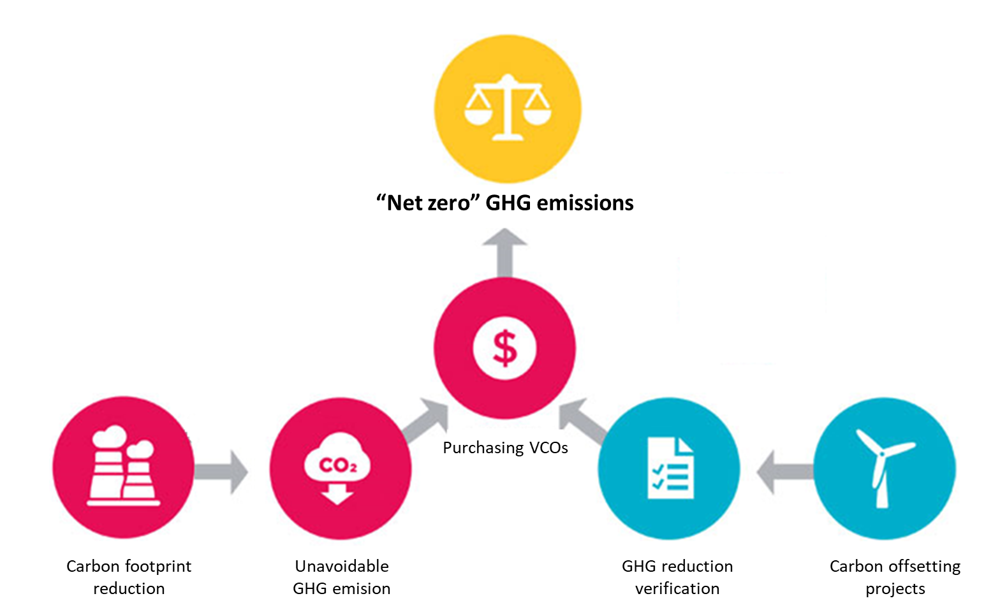 “Net zero” GHG emissions
$
Purchasing VCOs
CO₂
Carbon footprint
reduction
Unavoidable
GHG emision
GHG reduction
verification
Carbon offsetting
projects